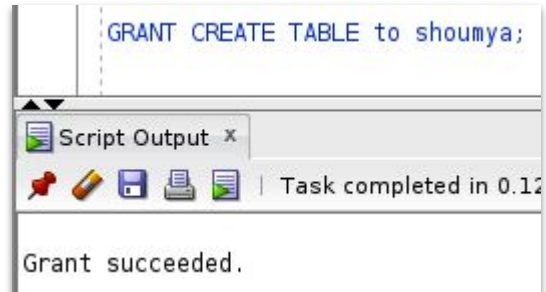 GRANT CREATE TABLE to shoumya;
Script Output x
Task completed in 0.12
Grant succeeded.